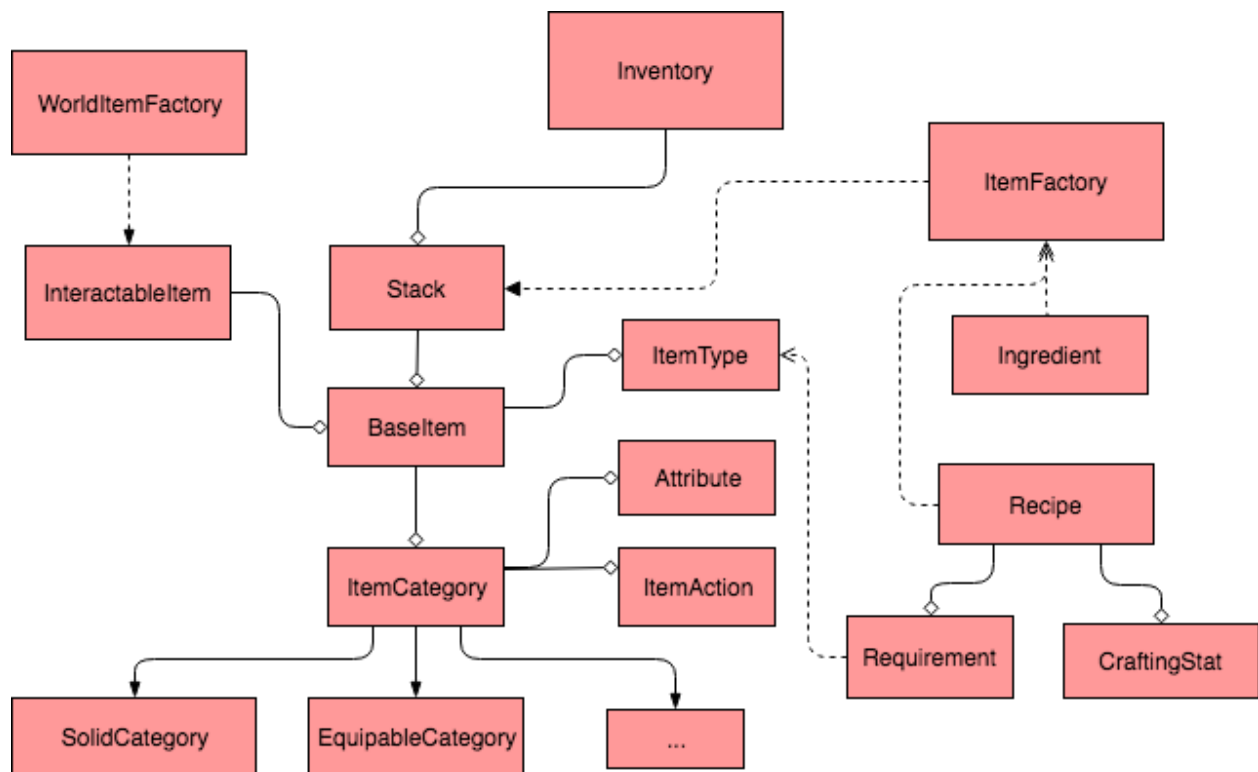 Inventory
WorldItemFactory
ItemFactory
InteractableItem
Stack
ItemType
Ingredient
BaseItem
Attribute
Recipe
ItemCategory
ItemAction
Requirement
CraftingStat
SolidCategory
EquipableCategory
...